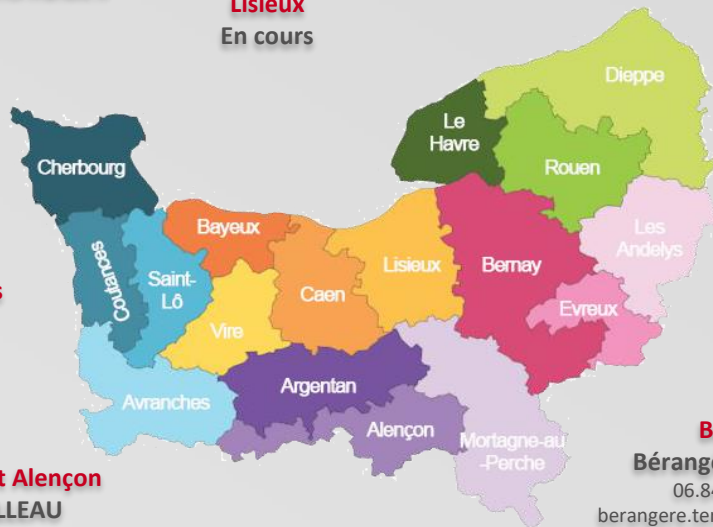 Lisieux
En cours
Dieppe
Le
Havre
Cherbourg
Rouen
Bayeux
Les
Andelys
Coutances
Saint-
Lô
Caen
Lisieux
Bernay
Evreux
Vire
Argentan
Avranches
Alençon
Mortagne-au
-Perche
t Alençon
LLEAU
B
Bérang
06.84
berangere.ter